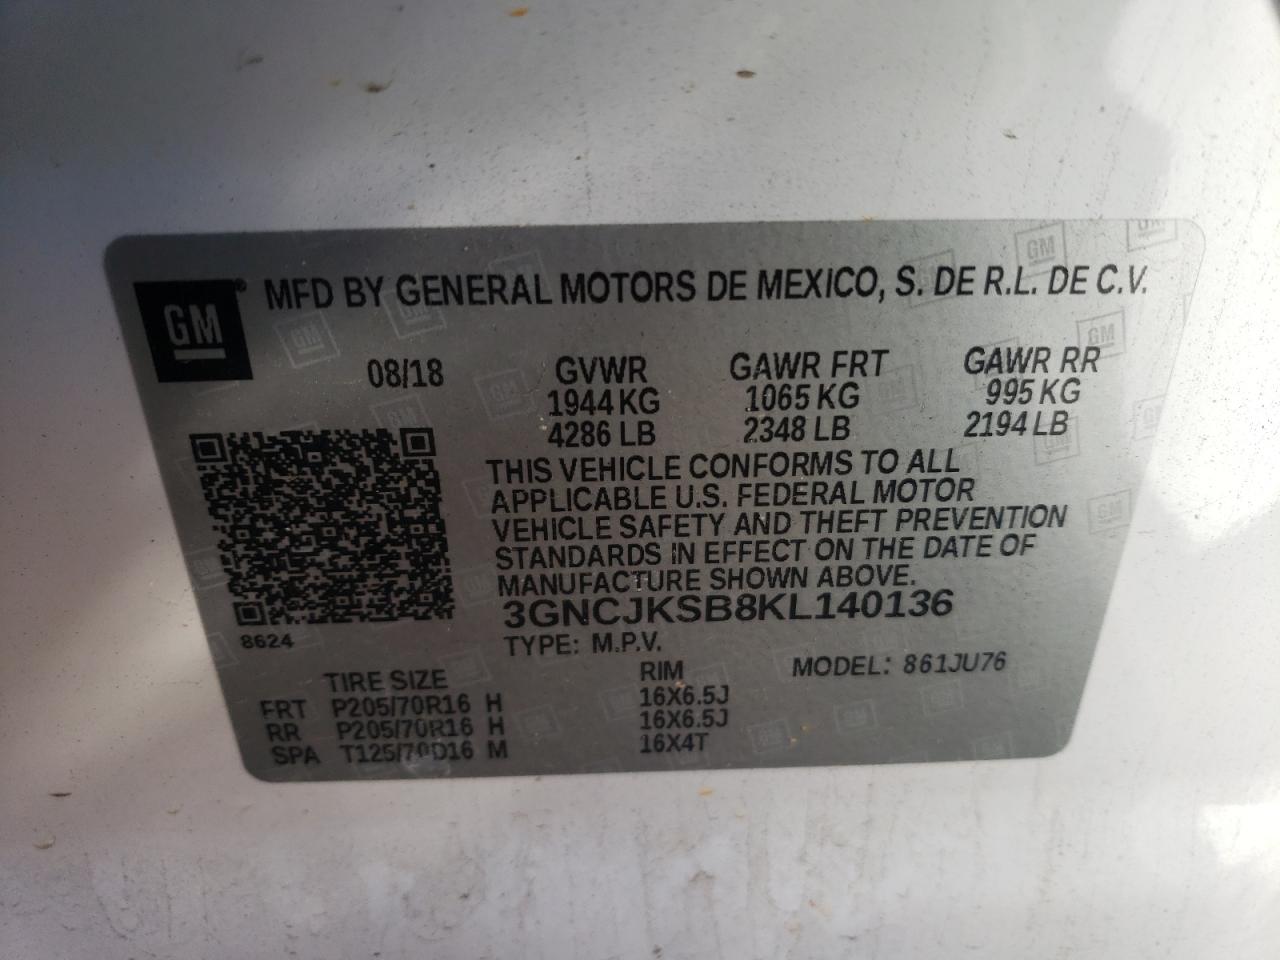 GM ® MFD BY GENERAL MOTORS DE MEXICO, S. DE R.L. DE C.V.
08/18 GVWR GAWR FRT GAWR RR
1944 KG 1065 KG 995 KG
4286 LB 2348 LB 2194 LB
THIS VEHICLE CONFORMS TO ALL
APPLICABLE U.S. FEDERAL MOTOR
VEHICLE SAFETY AND THEFT PREVENTION
STANDARDS IN EFFECT ON THE DATE OF
MANUFACTURE SHOWN ABOVE.
3GNCJKSB8KL140136
8624
TYPE: M.P.V.
TIRE SIZE RIM MODEL: 861JU76
FRT P205/70R16 H 16X6.5J
RR P205/70R16 H 16X6.5J
SPA T125/70D16 M 16X4T